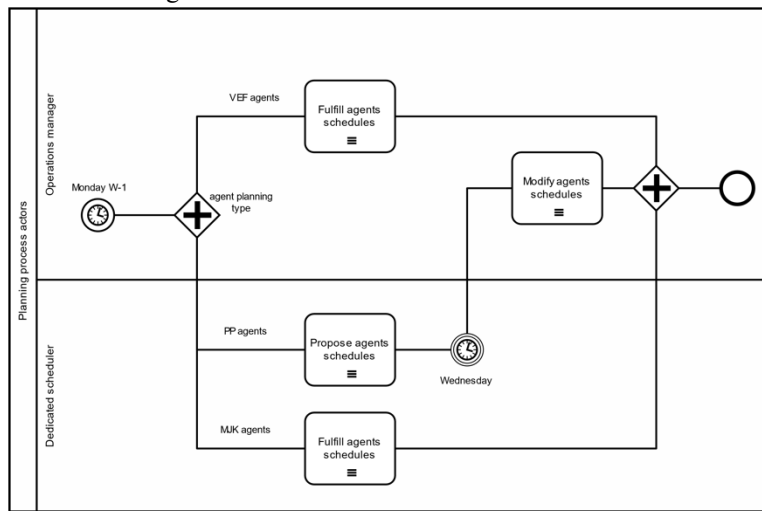 Planning process actors
Operations manager
Monday W-1
agent planning
type
VEF agents
Fulfill agents
schedules
Modify agents
schedules
Dedicated scheduler
PP agents
Propose agents
schedules
Wednesday
MJK agents
Fulfill agents
schedules